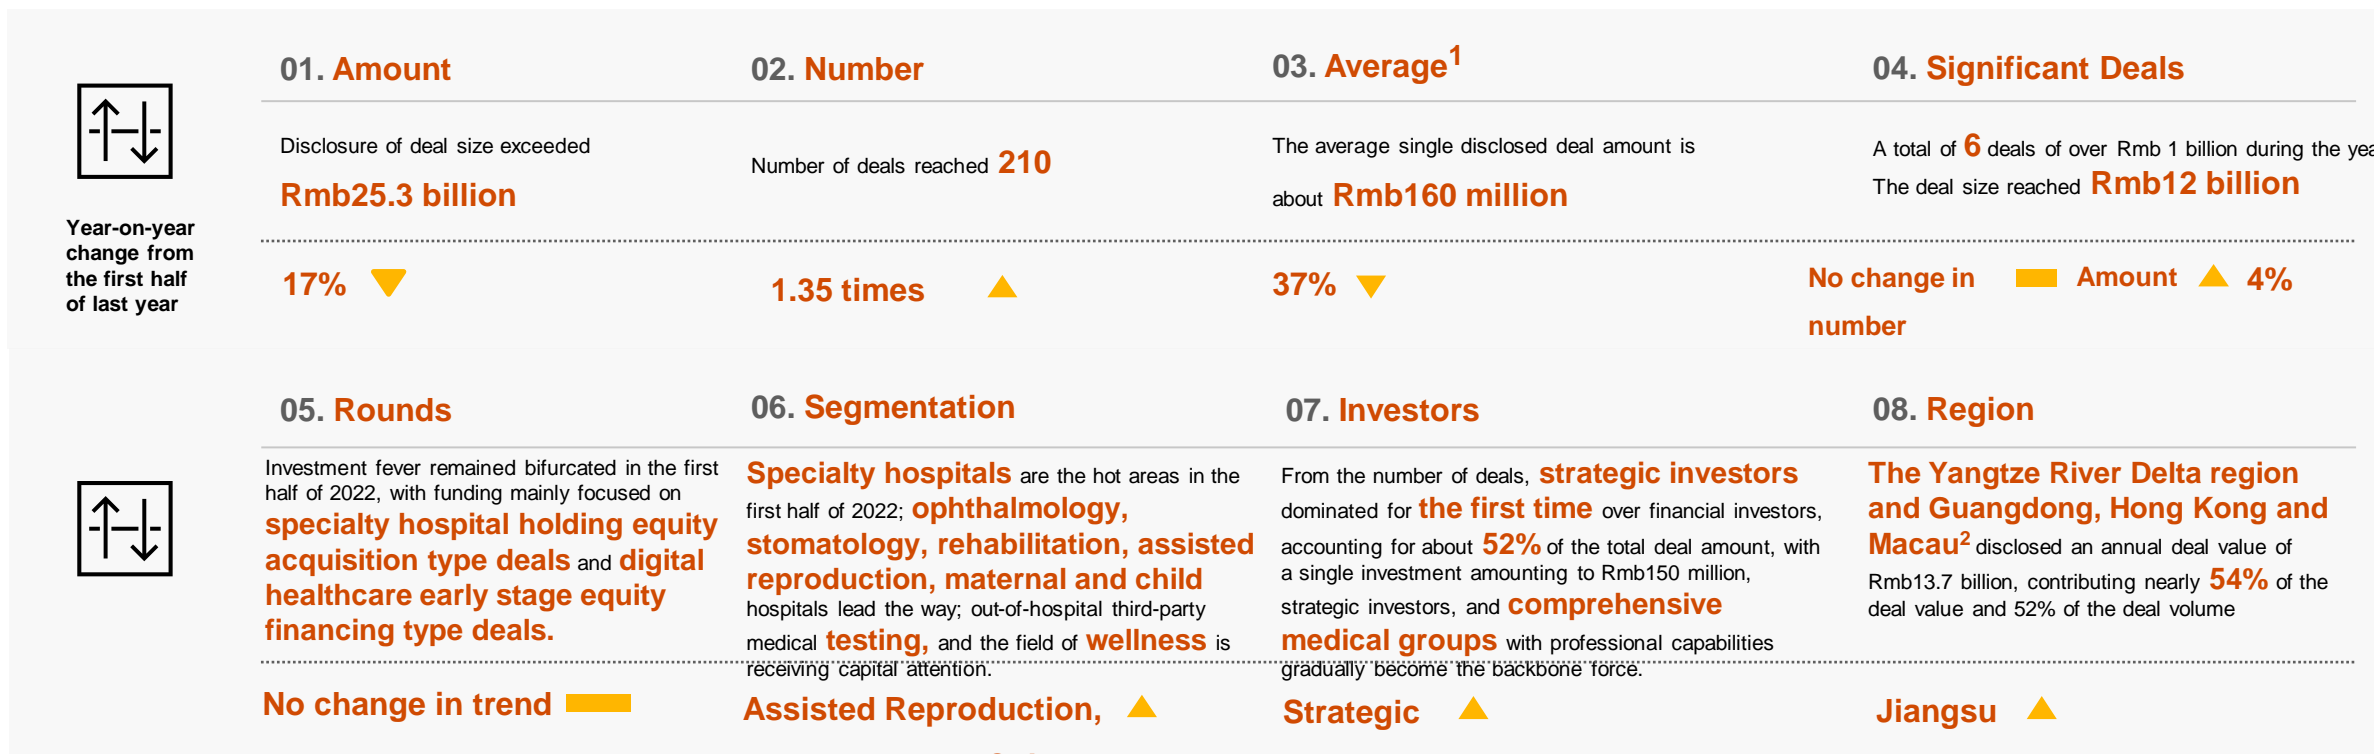 01. Amount
02. Number
03. Average1
04. Significant Deals
Year-on-year
change from
the first half
of last year
Disclosure of deal size exceeded
Rmb25.3 billion
Number of deals reached 210
The average single disclosed deal amount is
about Rmb160 million
A total of 6 deals of over Rmb 1 billion during the yea
The deal size reached Rmb12 billion
17%
1.35 times
37%
No change in
number
Amount 4%
05. Rounds
06. Segmentation
07. Investors
08. Region
Investment fever remained bifurcated in the first
half of 2022, with funding mainly focused on
specialty hospital holding equity
acquisition type deals and digital
healthcare early stage equity
financing type deals.
Specialty hospitals are the hot areas in the
first half of 2022; ophthalmology,
stomatology, rehabilitation, assisted
reproduction, maternal and child
hospitals lead the way; out-of-hospital third-party
medical testing, and the field of wellness is
receiving capital attention.
From the number of deals, strategic investors
dominated for the first time over financial investors,
accounting for about 52% of the total deal amount, with
a single investment amounting to Rmb150 million,
strategic investors, and comprehensive
medical groups with professional capabilities
gradually become the backbone force.
The Yangtze River Delta region
and Guangdong, Hong Kong and
Macau2 disclosed an annual deal value of
Rmb13.7 billion, contributing nearly 54% of the
deal value and 52% of the deal volume
No change in trend
Assisted Reproduction,
Strategic
Jiangsu